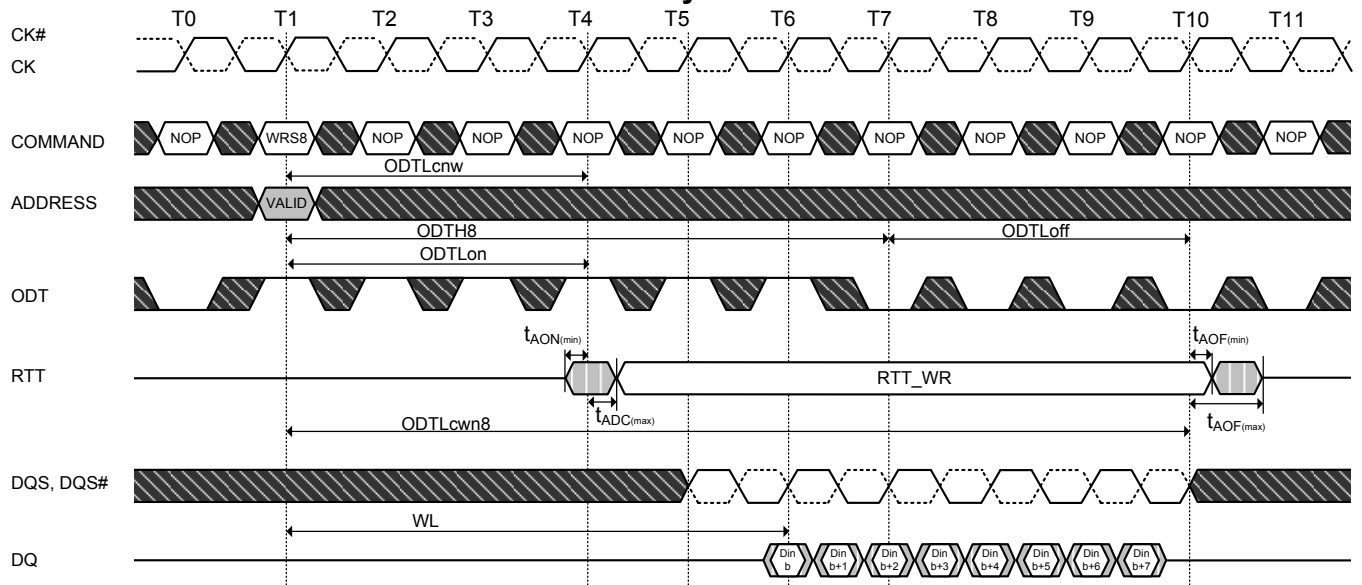 T0 T1 T2 T3 T4 T5 T6 T7 T8 T9 T10 T11
CK#
CK
COMMAND NOP WRS8 NOP NOP NOP NOP NOP NOP NOP NOP NOP NOP
ODTLcnw
ADDRESS VALID
ODTH8 ODTLoff
ODTLon
ODT
tAON(min) tAOF(min)
RTT RTT_WR
tADC(max) tAOF(max)
ODTLcwn8
DQS, DQS#
WL
DQ Din b Din b+1 Din b+2 Din b+3 Din b+4 Din b+5 Din b+6 Din b+7